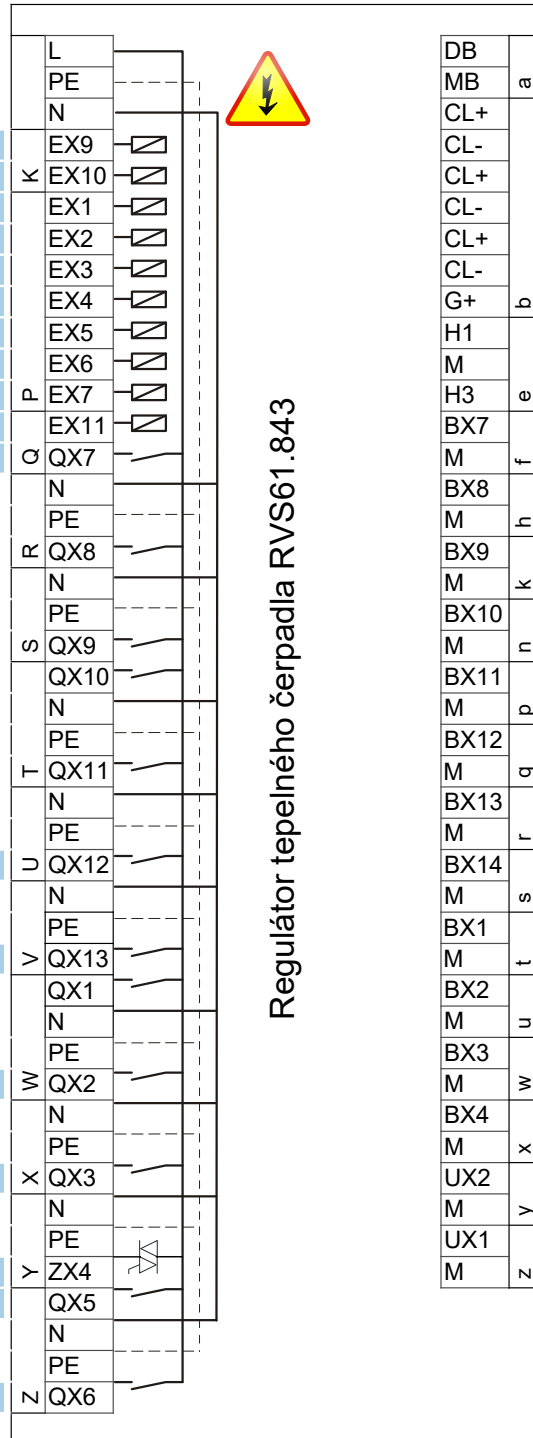 L
PE
N
EX9
EX10
K
EX1
EX2
EX3
EX4
EX5
EX6
EX7
P
EX11
QX7
Q
N
PE
QX8
R
N
PE
QX9
S
QX10
N
PE
QX11
T
N
PE
QX12
U
N
PE
QX13
V
QX1
N
PE
QX2
W
N
PE
QX3
X
N
PE
ZX4
Y
QX5
N
PE
QX6
Z
Regulátor tepelného čerpadla RVS61.843
DB
MB
a
CL+
CL-
CL+
CL-
CL+
CL-
G+
b
H1
M
H3
e
BX7
M
f
BX8
M
h
BX9
M
k
BX10
M
n
BX11
M
p
BX12
M
q
BX13
M
r
BX14
M
s
BX1
M
t
BX2
M
u
BX3
M
w
BX4
M
x
UX2
M
y
UX1
M
z